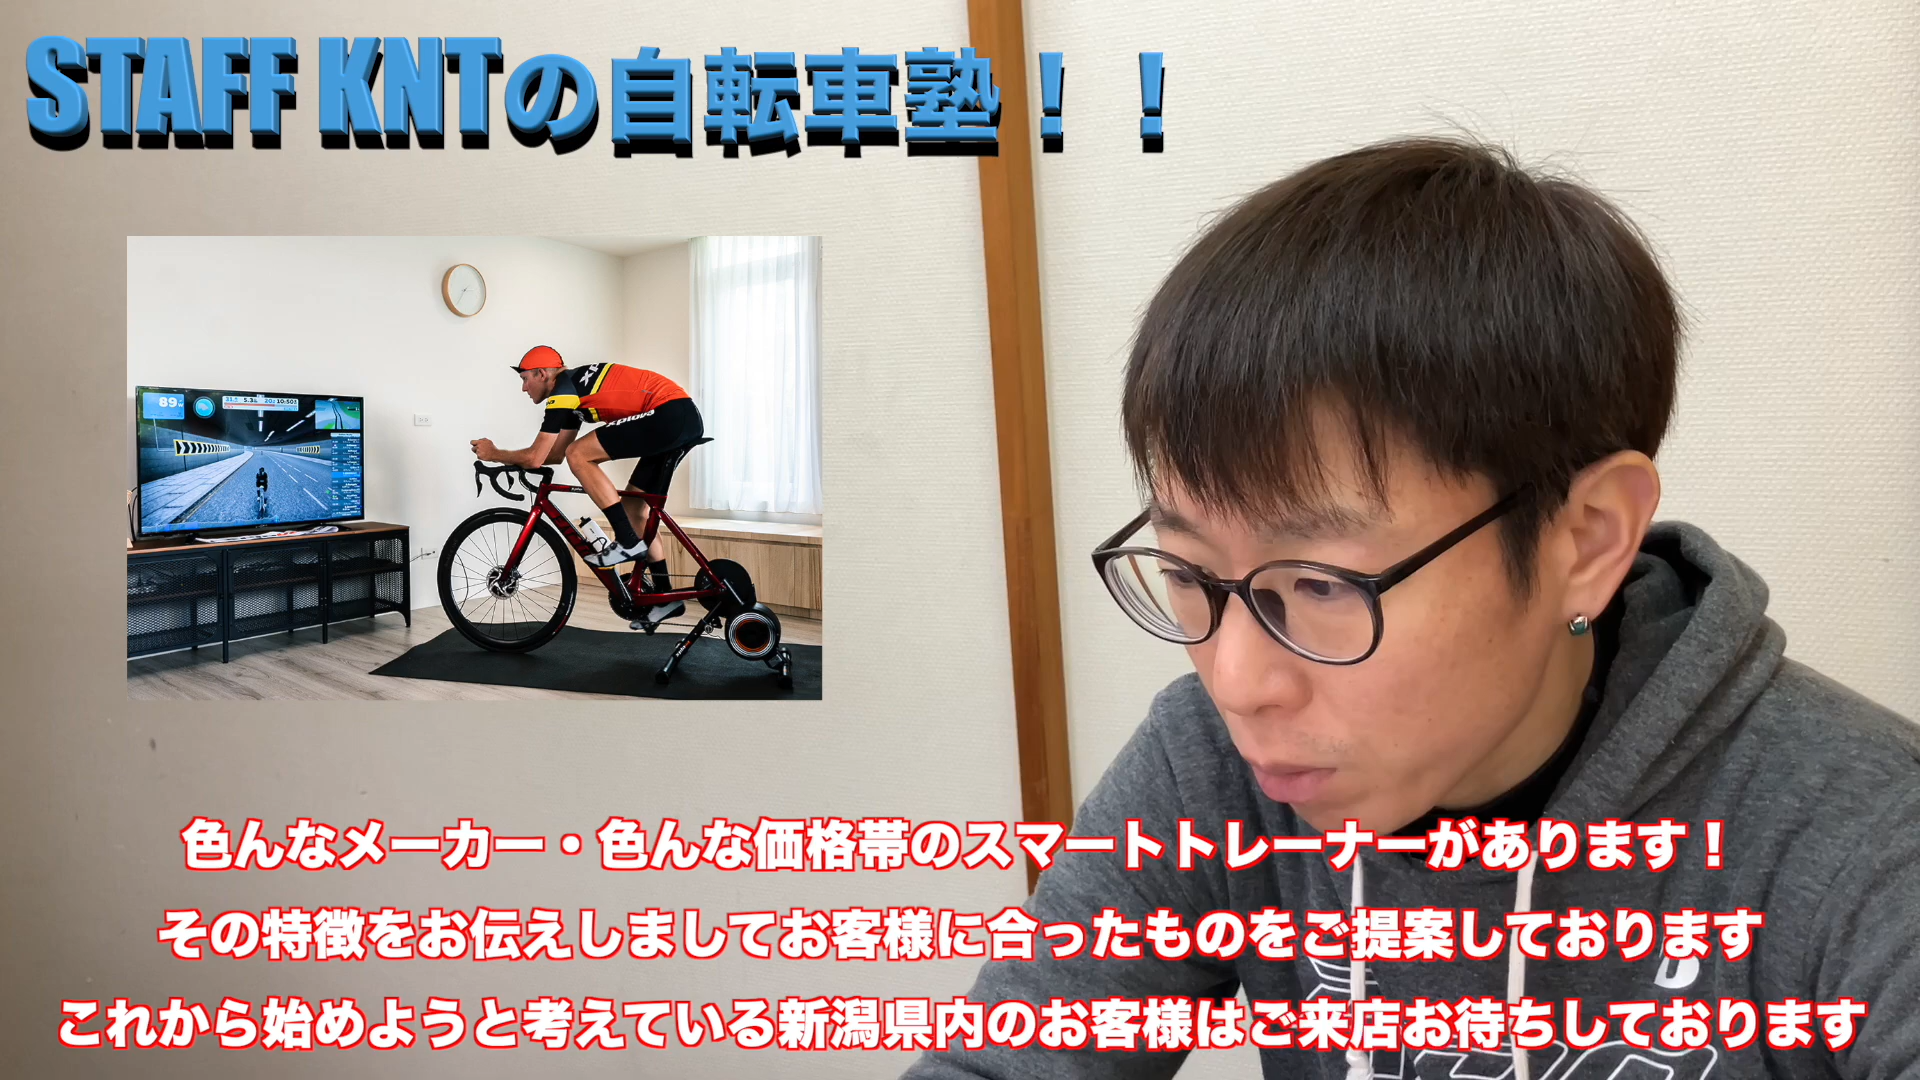 STAFF KNTの自転車塾！！
89
xplova
色んなメーカー・色んな価格帯のスマートトレーナーがあります！
その特徴をお伝えしましてお客様に合ったものをご提案しております
これから始めようと考えている新潟県内のお客様はご来店お待ちしております